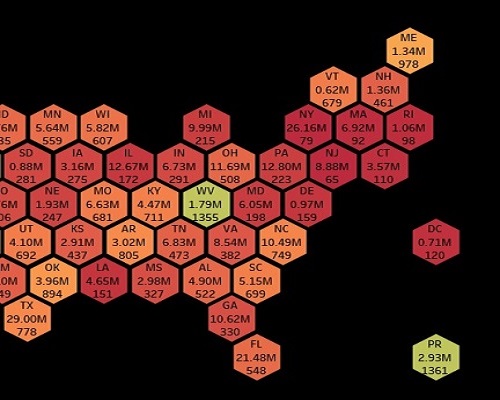 ME
1.34M
978
VT
0.62M
679
NH
1.36M
461
MN
5.64M
559
WI
5.82M
607
MI
9.99M
215
NY
26.16M
79
MA
6.92M
92
RI
1.06M
98
SD
0.88M
281
IA
3.16M
275
IL
12.67M
172
IN
6.73M
291
OH
11.69M
508
PA
12.80M
223
NJ
8.88M
65
CT
3.57M
110
NE
1.93M
247
MO
6.63M
681
KY
4.47M
711
WV
1.79M
1355
MD
6.05M
198
DE
0.97M
159
UT
4.10M
692
KS
2.91M
437
AR
3.02M
805
TN
6.83M
473
VA
8.54M
382
NC
10.49M
749
DC
0.71M
120
OK
3.96M
894
LA
4.65M
151
MS
2.98M
327
AL
4.90M
522
SC
5.15M
699
TX
29.00M
778
GA
10.62M
330
FL
21.48M
548
PR
2.93M
1361